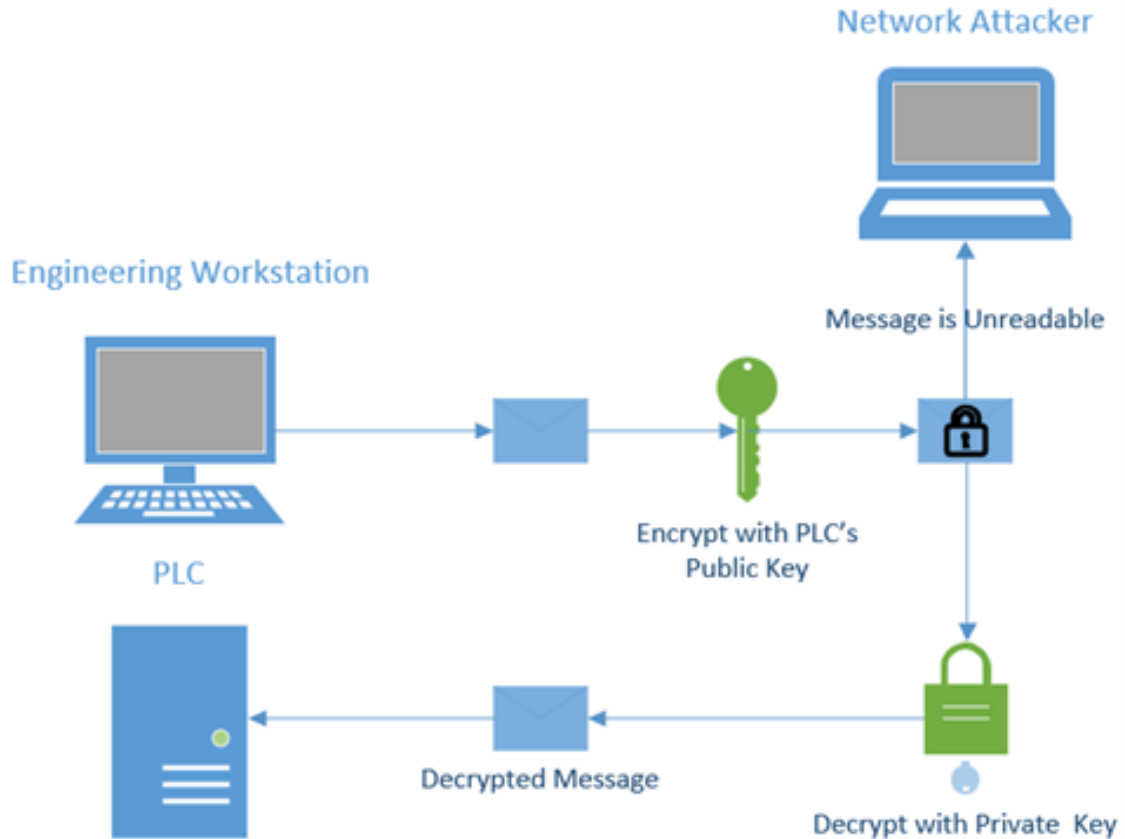 Network Attacker
Engineering Workstation
Message is Unreadable
Encrypt with PLC's
Public Key
PLC
Decrypted Message
Decrypt with Private Key